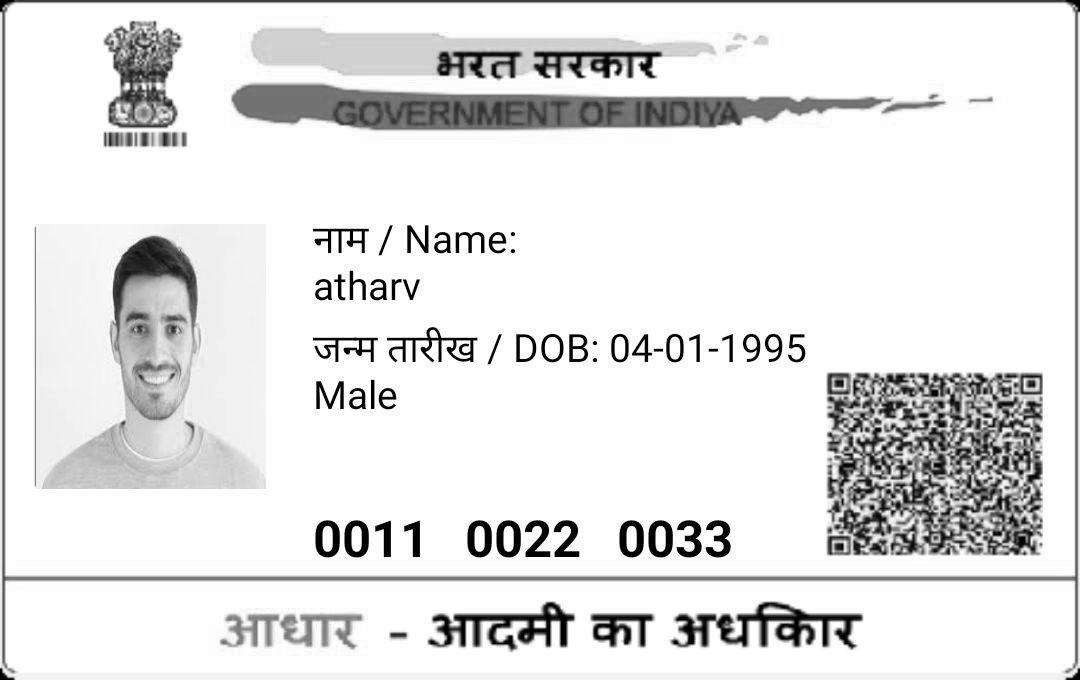 भरत सरकार
GOVERNMENT OF INDIYA
नाम / Name:
atharv
जन्म तारीख / DOB: 04-01-1995
Male
0011 0022 0033
आधार - आदमी का अधकिार